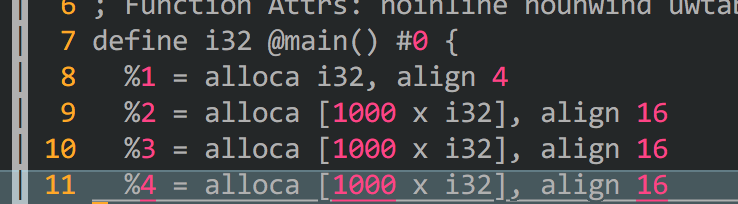 6 ; Function Attrs: noinline nounwind
7 define i32 @main() #0 {
8 %1 = alloca i32, align 4
9 %2 = alloca [1000 x i32], align 16
10 %3 = alloca [1000 x i32], align 16
11 %4 = alloca [1000 x i32], align 16